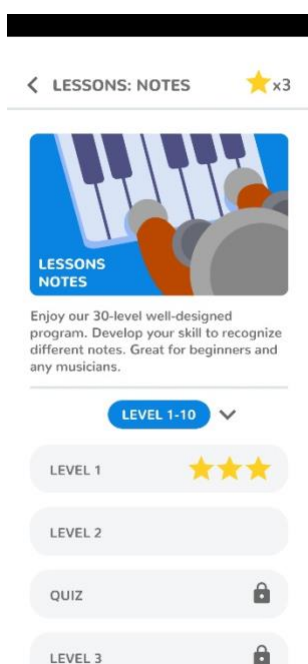 LESSONS: NOTES
x3
LESSONS
NOTES
Enjoy our 30-level well-designed
program. Develop your skill to recognize
different notes. Great for beginners and
any musicians.
LEVEL 1-10
LEVEL 1
LEVEL 2
QUIZ
LEVEL 3